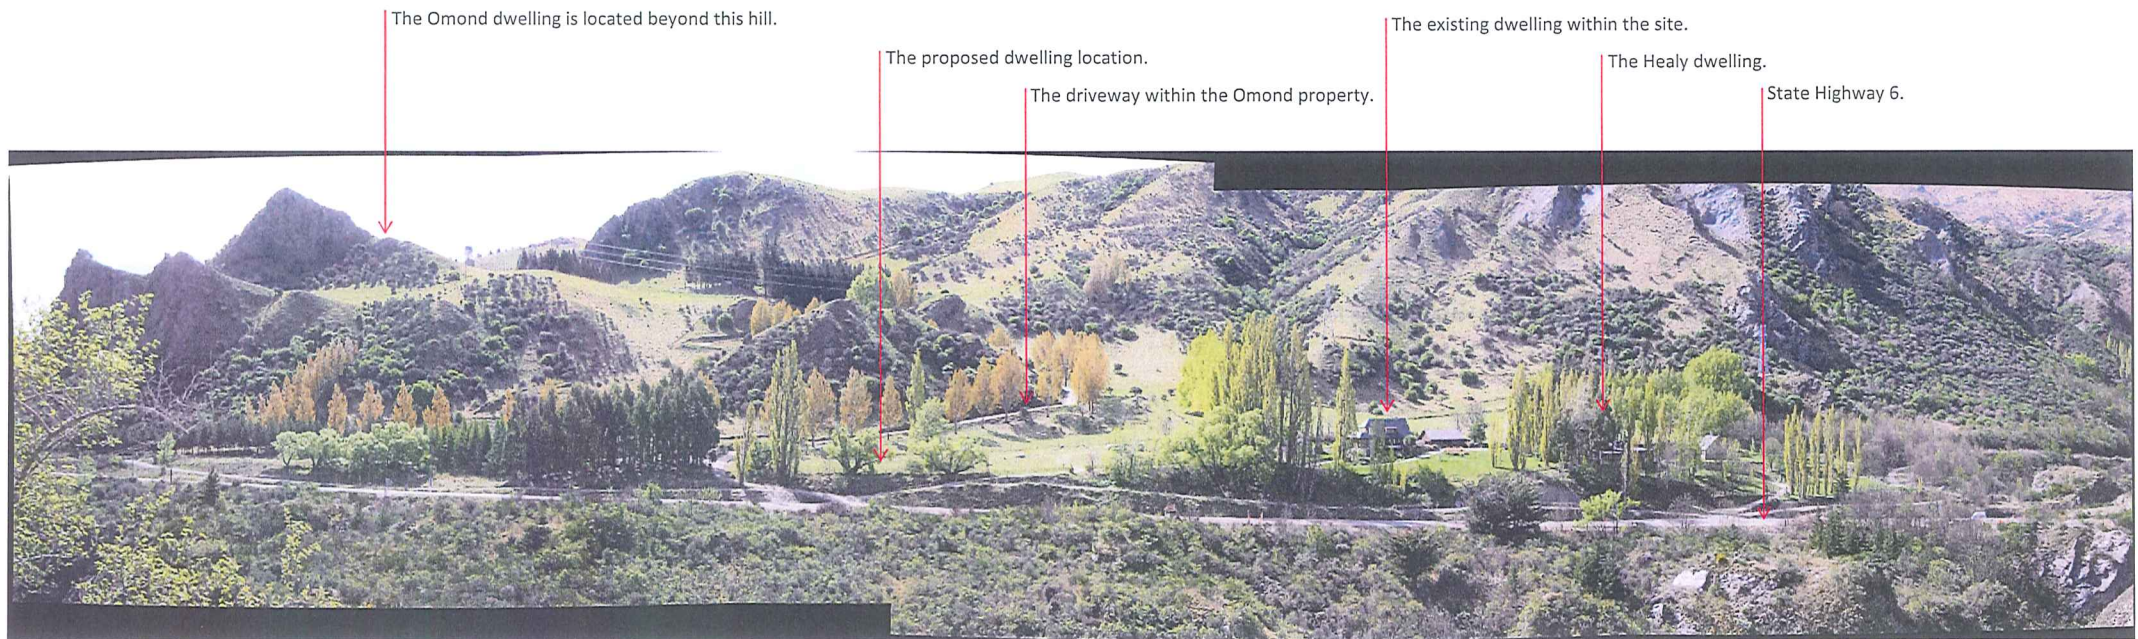 The Omond dwelling is located beyond this hill.
The existing dwelling within the site.
The proposed dwelling location.
The Healy dwelling.
The driveway within the Omond property.
State Highway 6.